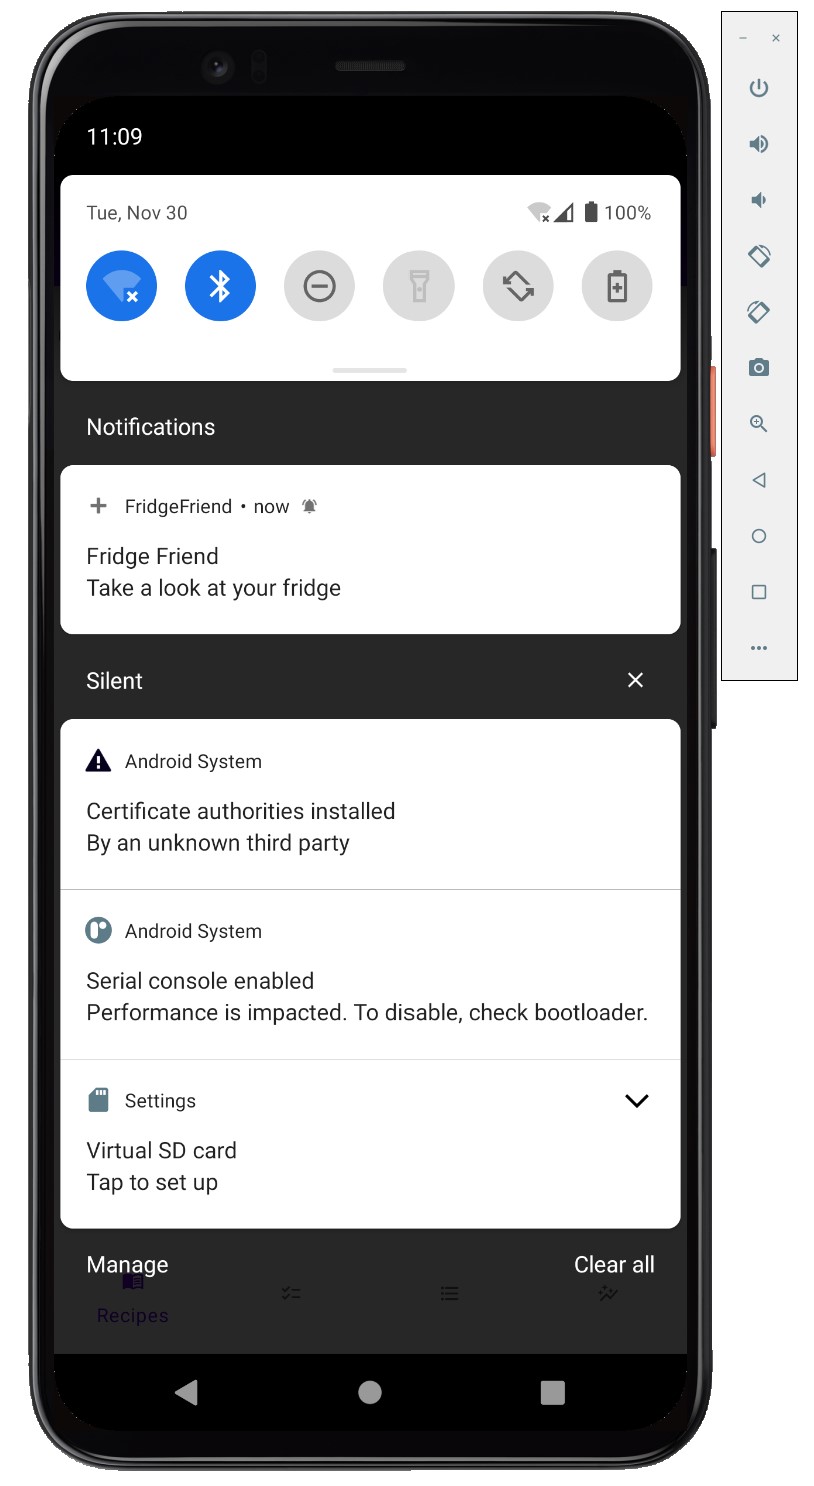 11:09
Tue, Nov 30
100%
Notifications
FridgeFriend • now
Fridge Friend
Take a look at your fridge
Silent
Android System
Certificate authorities installed
By an unknown third party
Android System
Serial console enabled
Performance is impacted. To disable, check bootloader.
Settings
Virtual SD card
Tap to set up
Manage
Clear all
Recipes